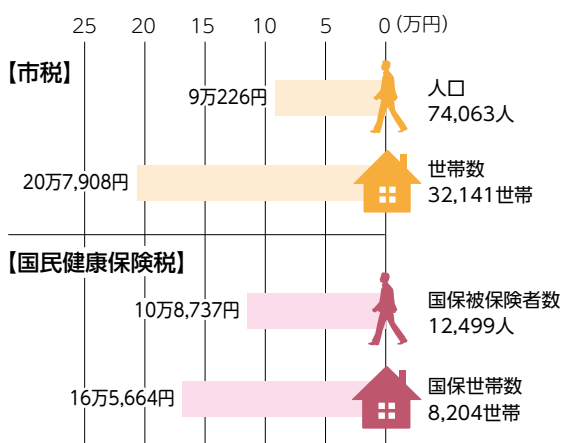 25 20 15 10 5 0 (万円)
【市税】
9万226円
人口
74,063人
20万7,908円
世帯数
32,141世帯
【国民健康保険税】
10万8,737円
国保被保険者数
12,499人
16万5,664円
国保世帯数
8,204世帯